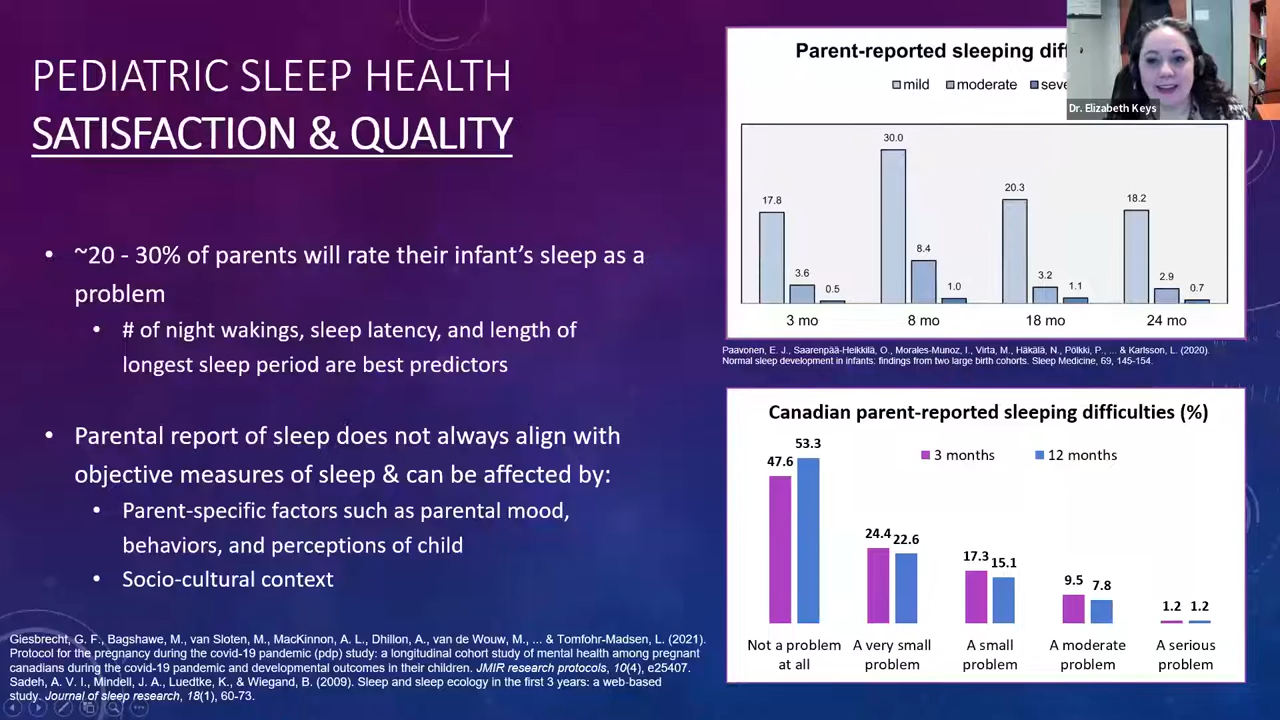 PEDIATRIC SLEEP HEALTH
SATISFACTION & QUALITY
• ~20 - 30% of parents will rate their infant's sleep as a
problem
• # of night wakings, sleep latency, and length of
longest sleep period are best predictors
• Parental report of sleep does not always align with
objective measures of sleep & can be affected by:
• Parent-specific factors such as parental mood,
behaviors, and perceptions of child
• Socio-cultural context
Giesbrecht, G. F., Bagshawe, M., van Sloten, M., MacKinnon, A. L., Dhillon, A., van de Wouw, M., ... & Tomfohr-Madsen, L. (2021).
Protocol for the pregnancy during the covid-19 pandemic (pdp) study: a longitudinal cohort study of mental health among pregnant
canadians during the covid-19 pandemic and developmental outcomes in their children. JMIR research protocols, 10(4), e25407.
Sadeh, A. V. I., Mindell, J. A., Luedtke, K., & Wiegand, B. (2009). Sleep and sleep ecology in the first 3 years: a web-based
study. Journal of sleep research, 18(1), 60-73.
Parent-reported sleeping
mild moderate
Dr. Elizabeth Keys
17.8 3.6 0.5 30.0 8.4 1.0 20.3 3.2 1.1 18.2 2.9 0.7
3 mo 8 mo 18 mo 24 mo
Paavonen, E. J., Saarenpää-Heikkilä, O., Morales-Munoz, I., Virta, M., Häkälä, N., Pölkki, P., ... & Karlsson, L. (2020).
Normal sleep development in infants: findings from two large birth cohorts. Sleep Medicine, 69, 145-154.
Canadian parent-reported sleeping difficulties (%)
3 months 12 months
47.6 53.3 24.4 22.6 17.3 15.1 9.5 7.8 1.2 1.2
Not a problem A very small A small A moderate A serious
at all problem problem problem problem